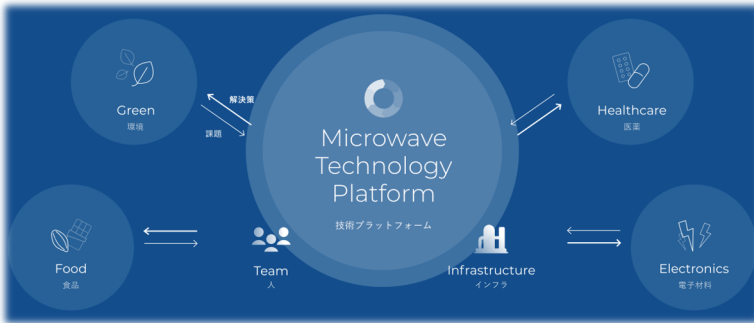 Green
環境
解決策
課題
Microwave
Technology
Platform
技術プラットフォーム
Healthcare
医薬
Food
食品
Team
人
Infrastructure
インフラ
Electronics
電子材料